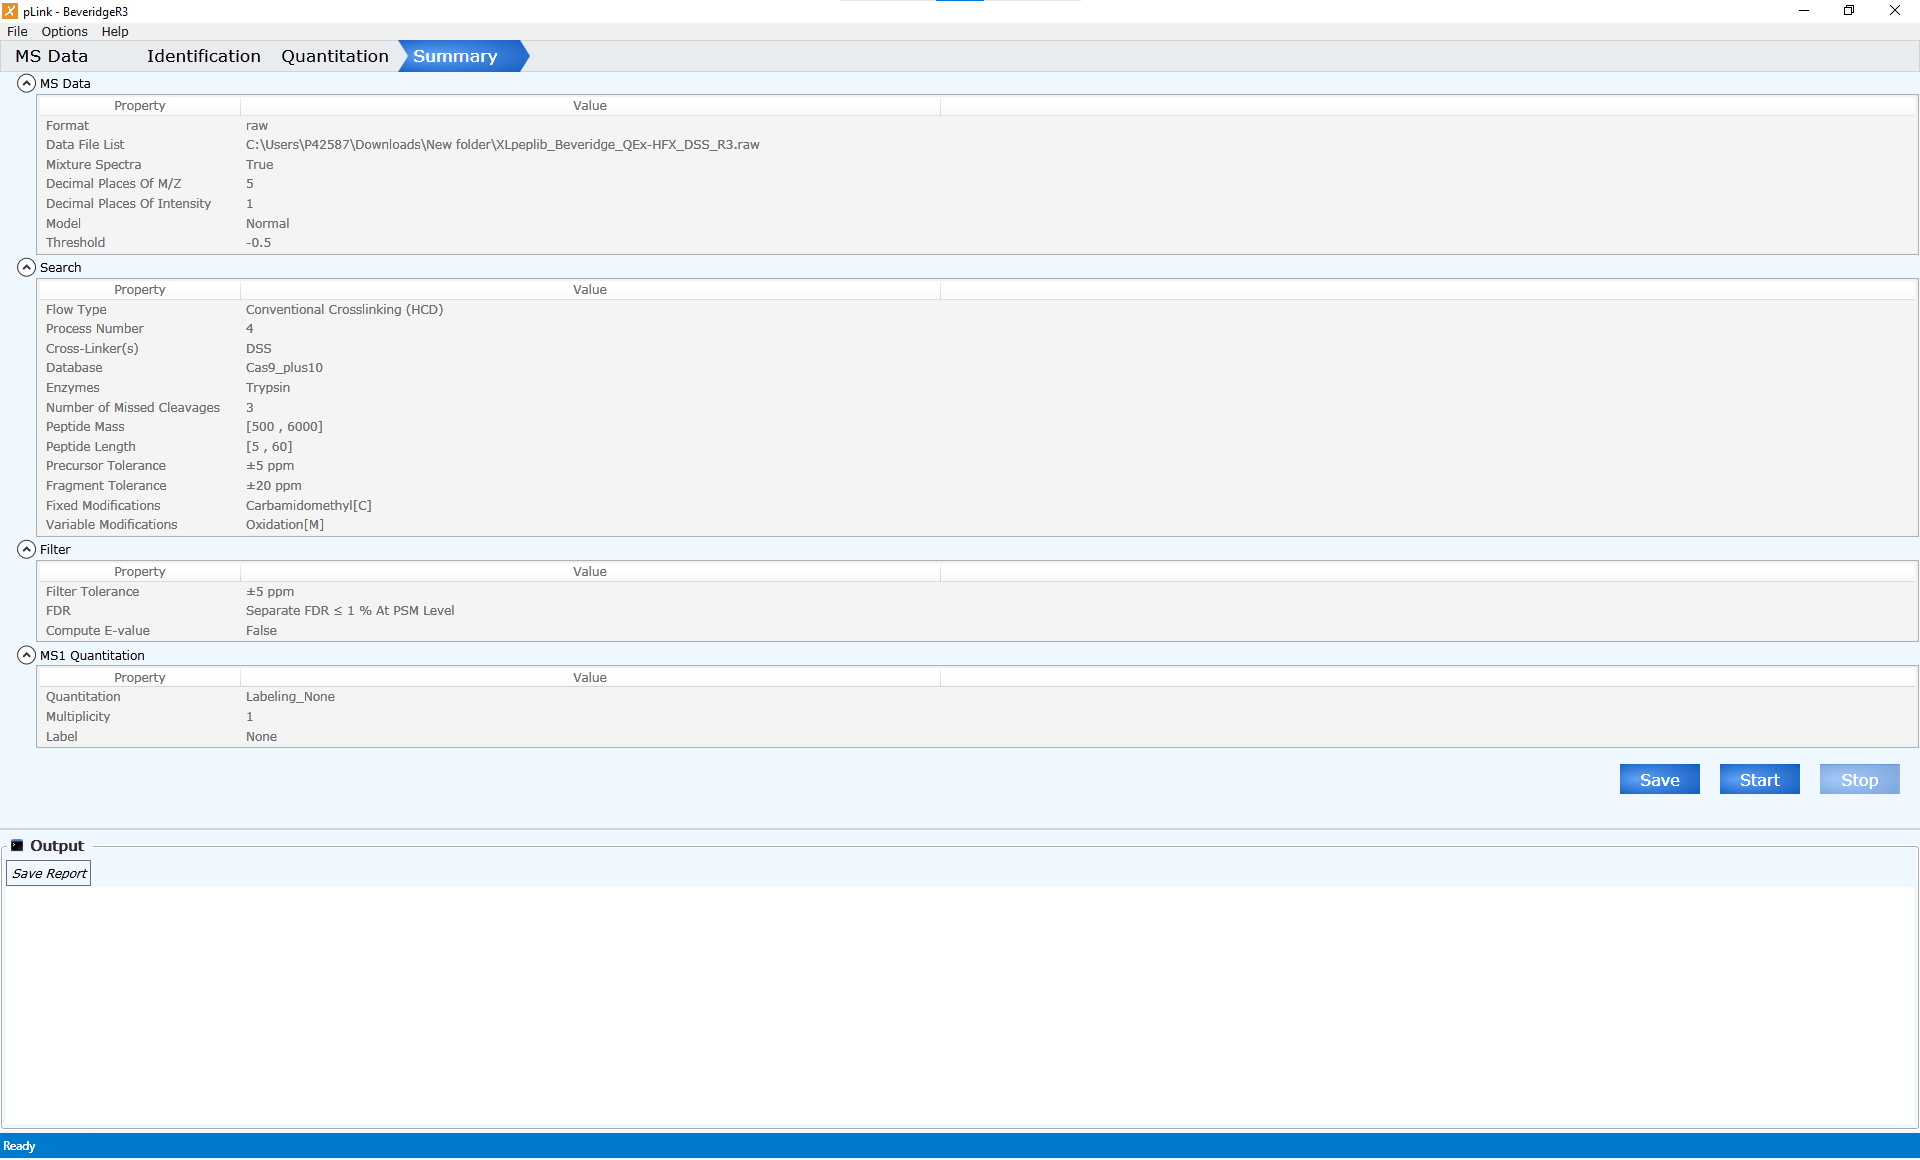 pLink - BeveridgeR3
File Options Help
MS Data Identification Quantitation Summary
MS Data
Property Value
Format raw
Data File List C:\Users\P42587\Downloads\New folder\XLpeplib_Beveridge_QEx-HFX_DSS_R3.raw
Mixture Spectra True
Decimal Places Of M/Z 5
Decimal Places Of Intensity 1
Model Normal
Threshold -0.5
Search
Property Value
Flow Type Conventional Crosslinking (HCD)
Process Number 4
Cross-Linker(s) DSS
Database Cas9_plus10
Enzymes Trypsin
Number of Missed Cleavages 3
Peptide Mass [500 , 6000]
Peptide Length [5 , 60]
Precursor Tolerance ±5 ppm
Fragment Tolerance ±20 ppm
Fixed Modifications Carbamidomethyl[C]
Variable Modifications Oxidation[M]
Filter
Property Value
Filter Tolerance ±5 ppm
FDR Separate FDR ≤ 1 % At PSM Level
Compute E-value False
MS1 Quantitation
Property Value
Quantitation Labeling_None
Multiplicity 1
Label None
Save Start Stop
Output
Save Report
Ready